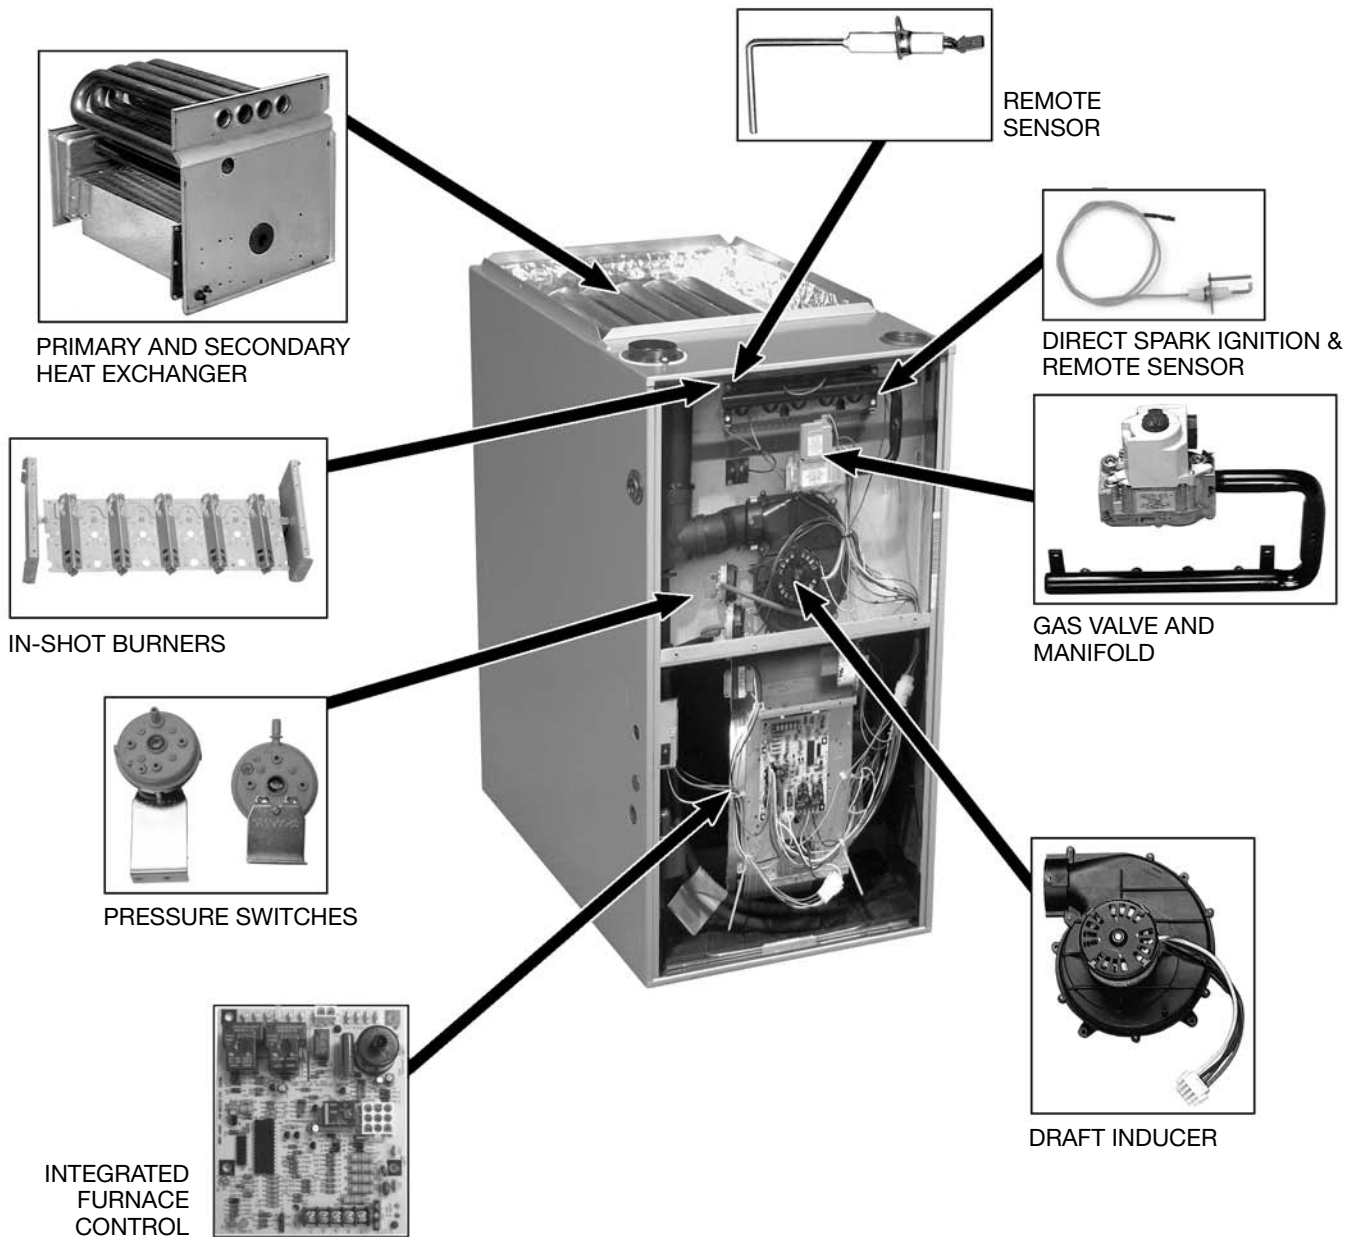 REMOTE
SENSOR
PRIMARY AND SECONDARY
HEAT EXCHANGER
DIRECT SPARK IGNITION &
REMOTE SENSOR
IN-SHOT BURNERS
GAS VALVE AND
MANIFOLD
PRESSURE SWITCHES
DRAFT INDUCER
INTEGRATED
FURNACE
CONTROL